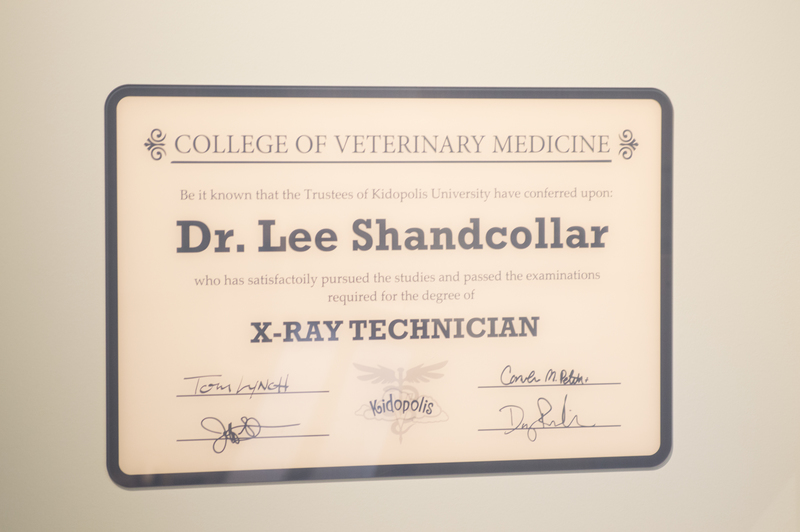 COLLEGE OF VETERINARY MEDICINE
Be it known that the Trustees of Kidopolis University have conferred upon:
Dr. Lee Shandcollar
who has satisfactoily pursued the studies and passed the examinations
required for the degree of
X-RAY TECHNICIAN
Tom Lynch
Kidopolis